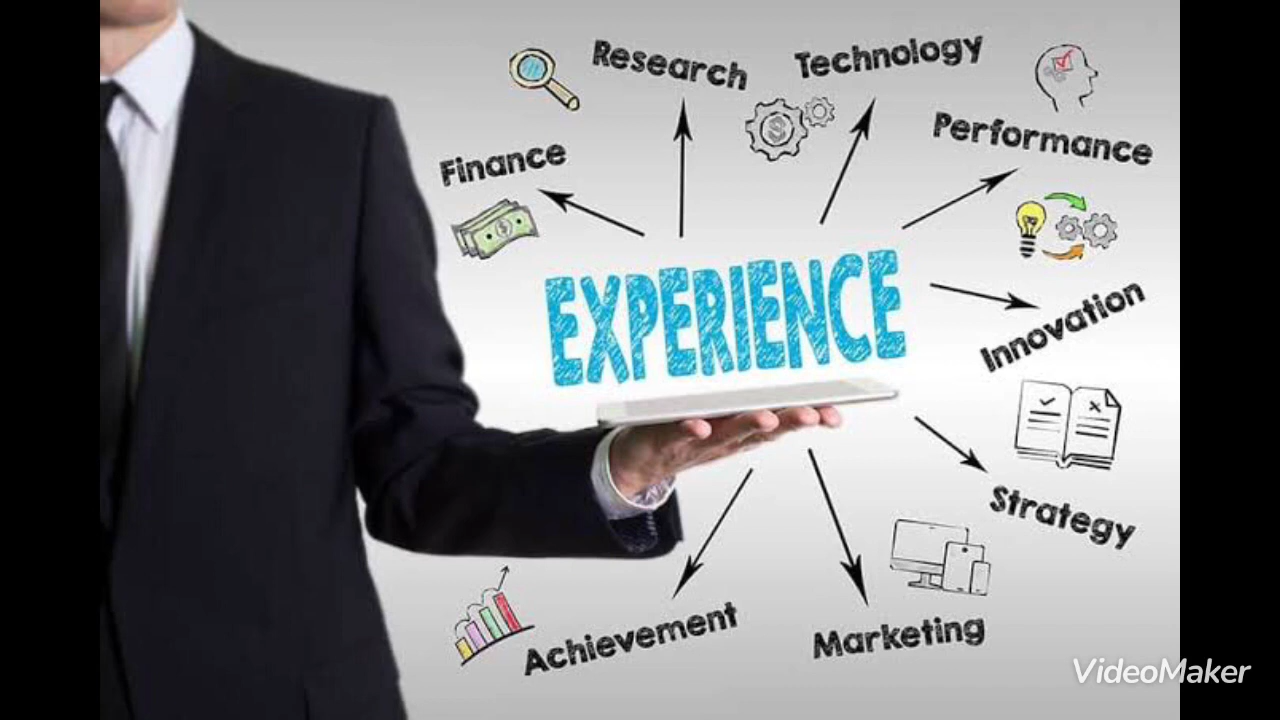 Research
Technology
Performance
Finance
EXPERIENCE
Innovation
Strategy
Achievement
Marketing
VideoMaker